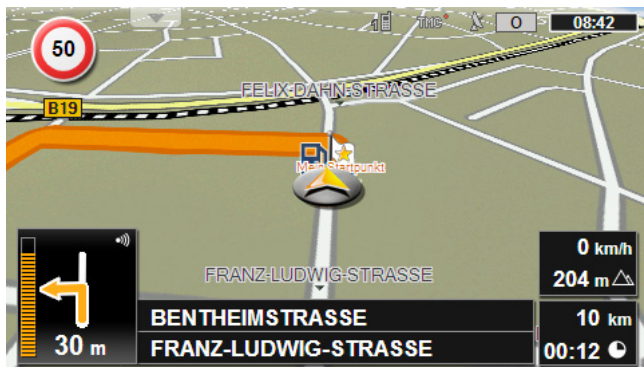 50
TMC
O
08:42
FELIX-DAHN-STRASSE
B19
Mein Startpunkt
FRANZ-LUDWIG-STRASSE
0 km/h
204 m
30 m
BENTHEIMSTRASSE
FRANZ-LUDWIG-STRASSE
10 km
00:12